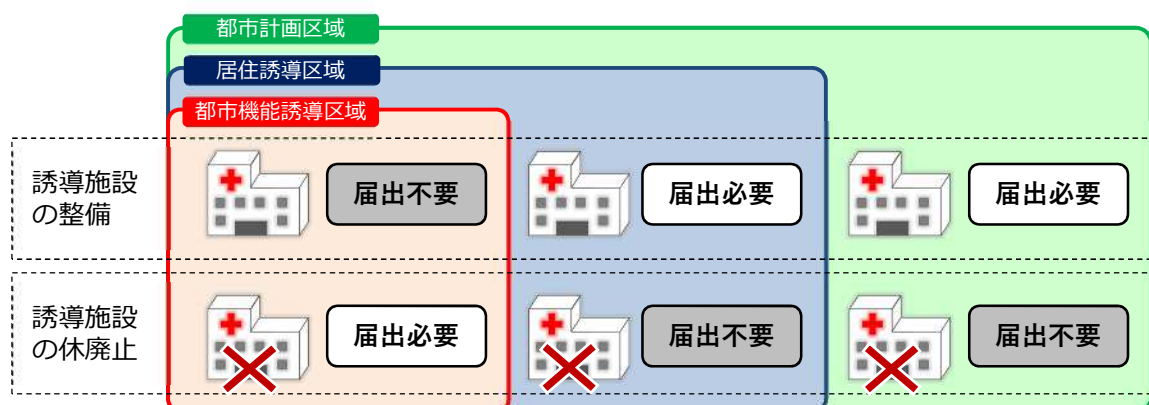 都市計画区域
居住誘導区域
都市機能誘導区域
誘導施設
の整備
届出不要
届出必要
届出必要
誘導施設
の休廃止
届出必要
届出不要
届出不要